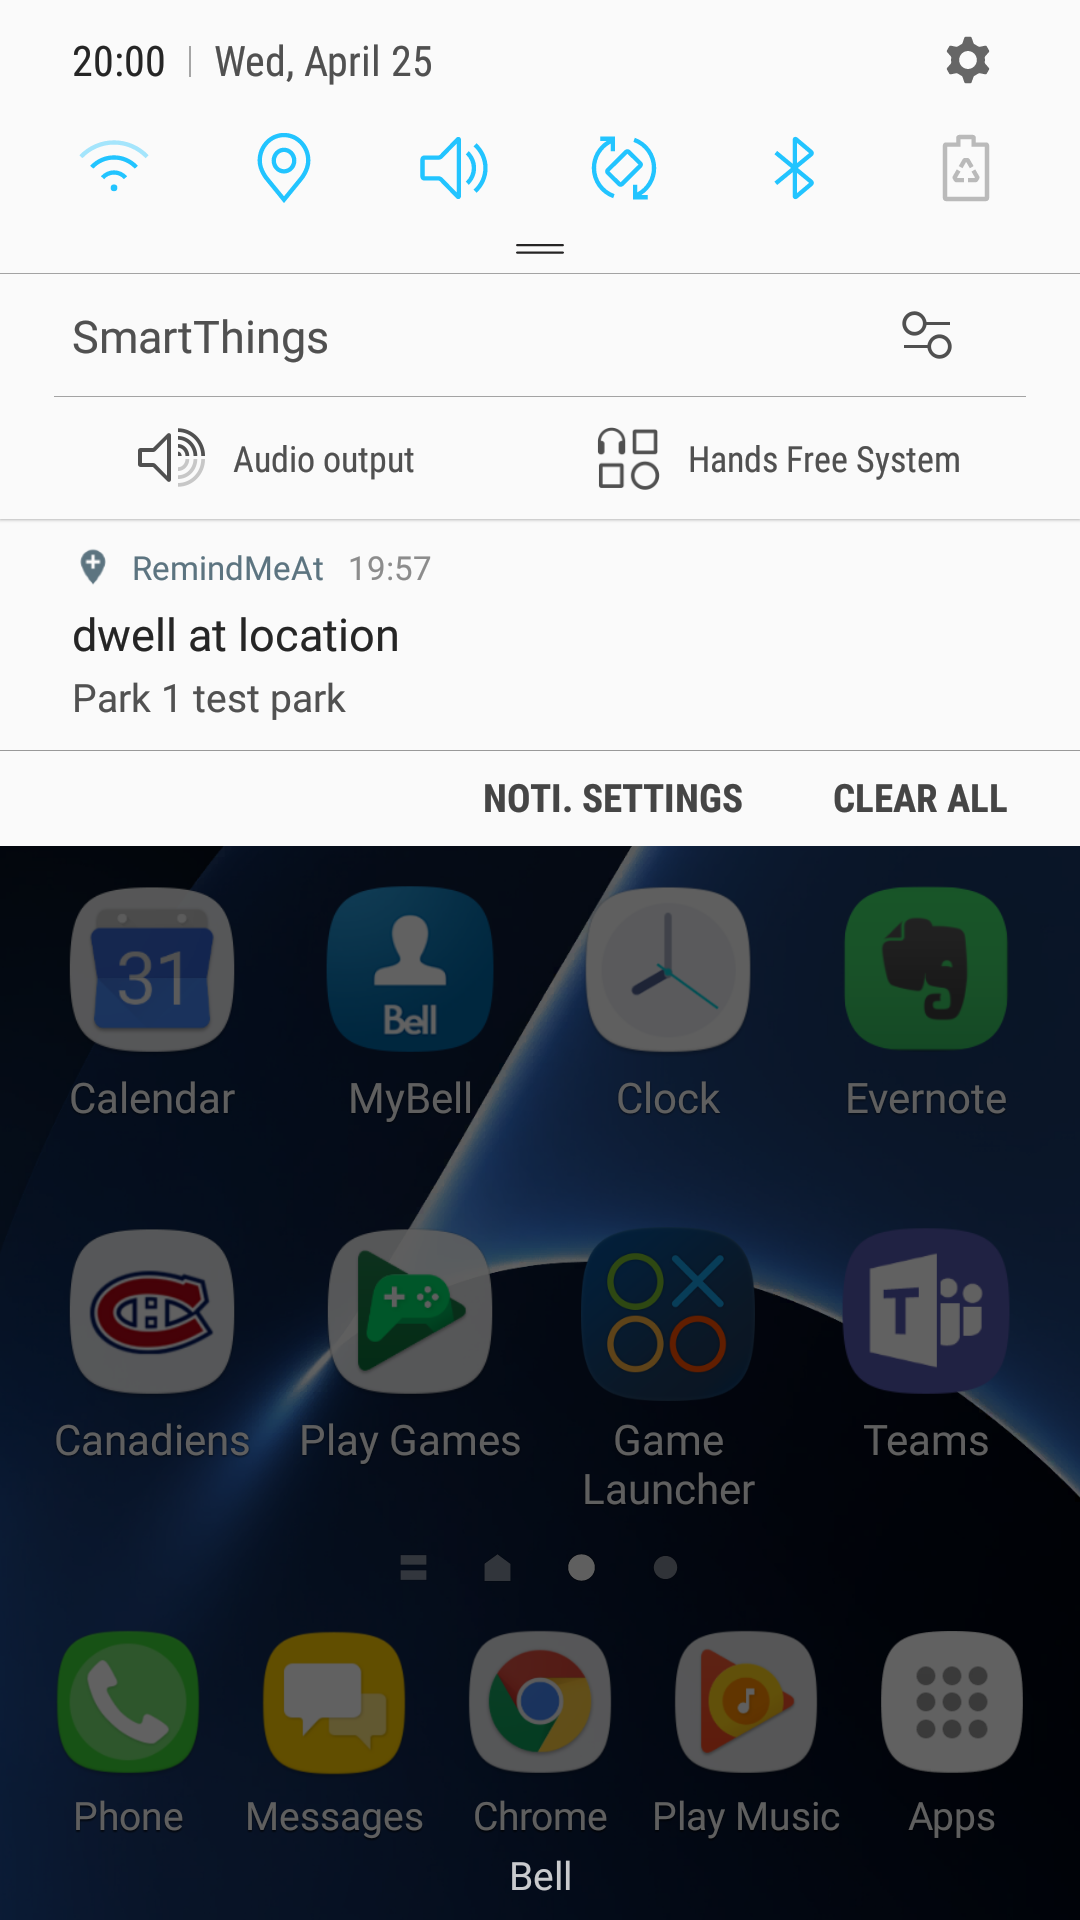 20:00 | Wed, April 25
SmartThings
Audio output
Hands Free System
RemindMeAt 19:57
dwell at location
Park 1 test park
NOTI. SETTINGS
CLEAR ALL
31
Bell
Calendar
MyBell
Clock
Evernote
T
Canadiens
Play Games
Game
Launcher
Teams
Phone
Messages
Chrome
Play Music
Apps
Bell